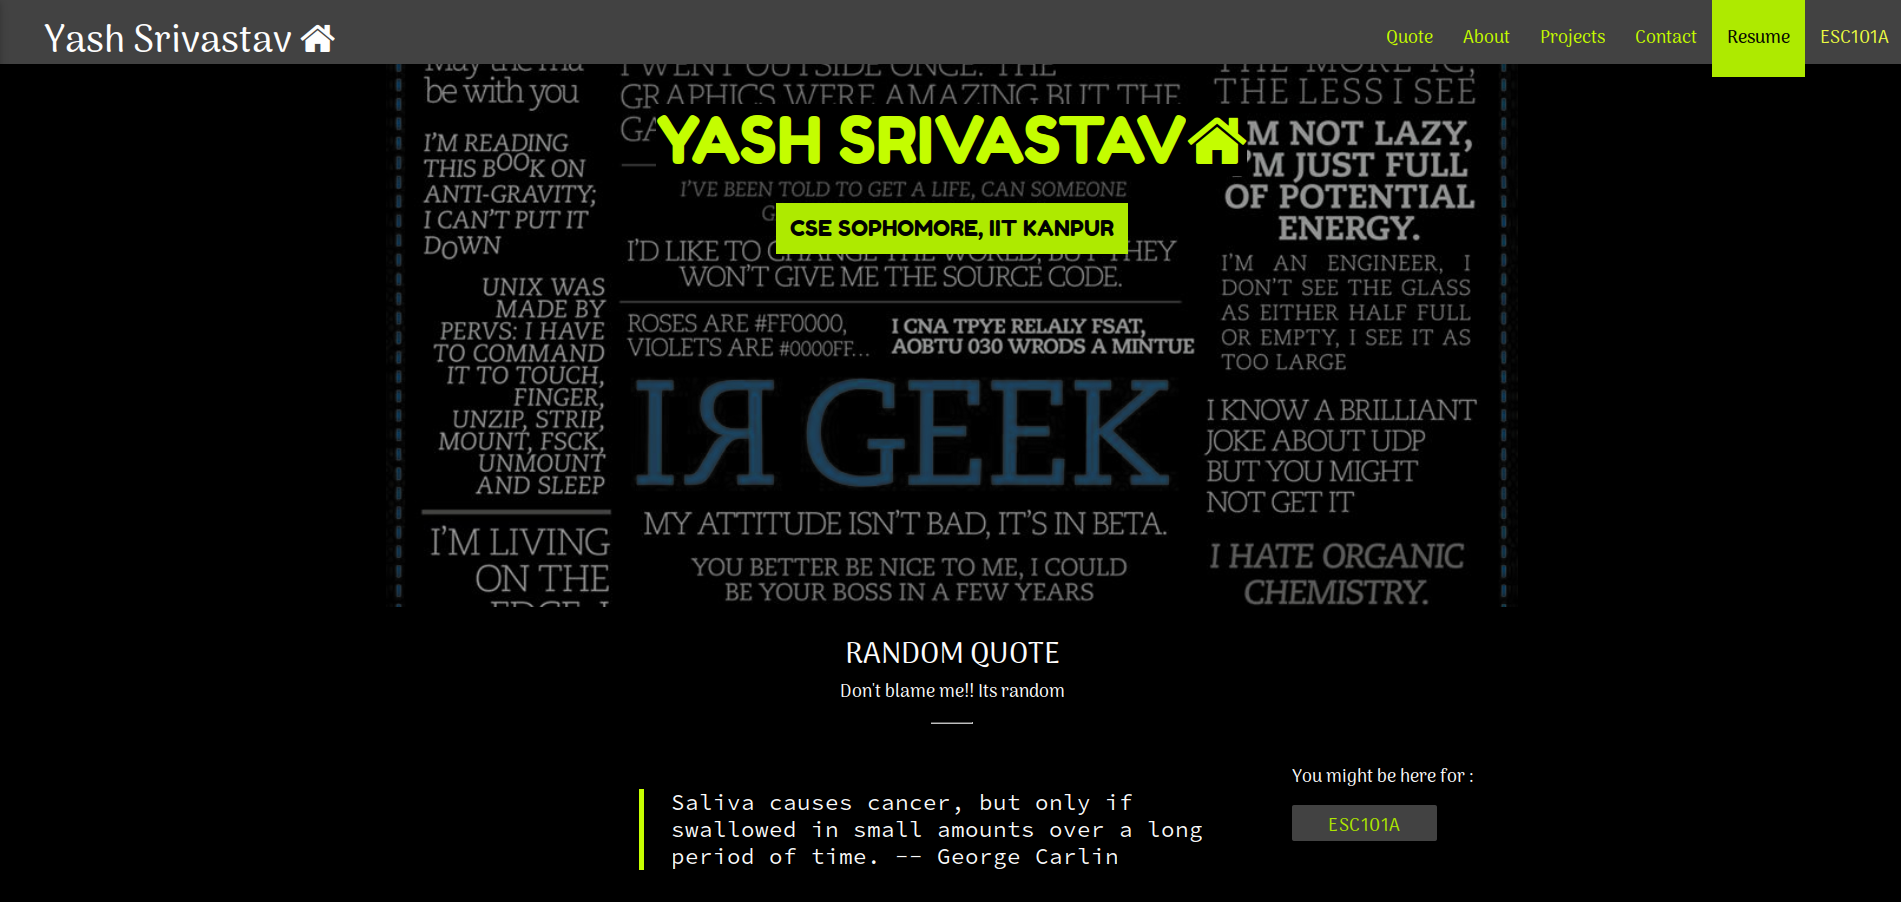 Yash Srivastav
Quote About Projects Contact Resume ESC101A
be with you
I'M READING
THIS BOOK ON
ANTI-GRAVITY;
I CAN'T PUT IT
DOWN
UNIX WAS
MADE BY
PERVS: I HAVE
TO COMMAND
IT TO TOUCH,
FINGER,
UNZIP, STRIP,
MOUNT, FSCK,
UNMOUNT
AND SLEEP
I'M LIVING
ON THE
I WENT OUTSIDE ONCE. THE
GRAPHICS WERE AMAZING BUT THE
YASH SRIVASTAV
I'VE BEEN TOLD TO GET A LIFE, CAN SOMEONE
CSE SOPHOMORE, IIT KANPUR
I'D LIKE TO CHANGE THE WORLD, BUT THEY
WON'T GIVE ME THE SOURCE CODE.
ROSES ARE #FF0000,
VIOLETS ARE #0000FF...
I CNA TPYE RELALY FSAT,
AOBTU 030 WRODS A MINTUE
IЯ GEEK
MY ATTITUDE ISN'T BAD, IT'S IN BETA.
YOU BETTER BE NICE TO ME, I COULD
BE YOUR BOSS IN A FEW YEARS
THE LESS I SEE
I'M NOT LAZY,
I'M JUST FULL
OF POTENTIAL
ENERGY.
I'M AN ENGINEER, I
DON'T SEE THE GLASS
AS EITHER HALF FULL
OR EMPTY, I SEE IT AS
TOO LARGE
I KNOW A BRILLIANT
JOKE ABOUT UDP
BUT YOU MIGHT
NOT GET IT
I HATE ORGANIC
CHEMISTRY.
RANDOM QUOTE
Don't blame me!! Its random
Saliva causes cancer, but only if
swallowed in small amounts over a long
period of time. -- George Carlin
You might be here for :
ESC101A